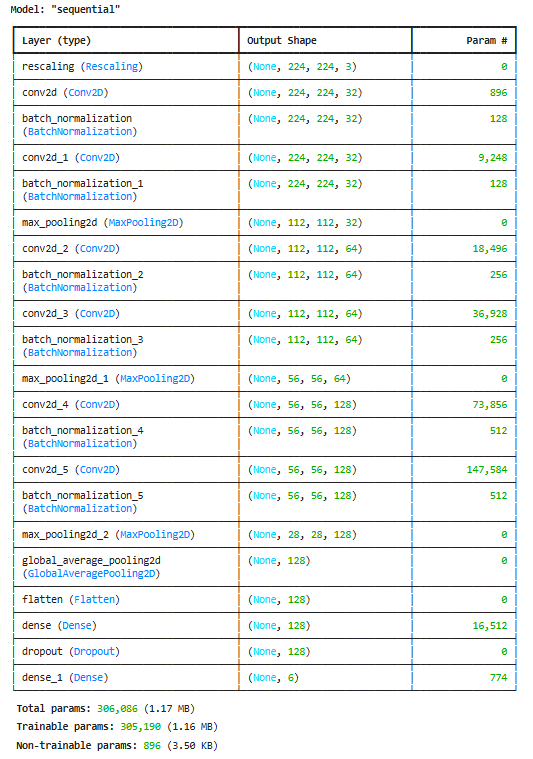 Model: "sequential"
Layer (type) Output Shape Param #
rescaling (Rescaling) (None, 224, 224, 3) 0
conv2d (Conv2D) (None, 224, 224, 32) 896
batch_normalization (None, 224, 224, 32) 128
(BatchNormalization)
conv2d_1 (Conv2D) (None, 224, 224, 32) 9,248
batch_normalization_1 (None, 224, 224, 32) 128
(BatchNormalization)
max_pooling2d (MaxPooling2D) (None, 112, 112, 32) 0
conv2d_2 (Conv2D) (None, 112, 112, 64) 18,496
batch_normalization_2 (None, 112, 112, 64) 256
(BatchNormalization)
conv2d_3 (Conv2D) (None, 112, 112, 64) 36,928
batch_normalization_3 (None, 112, 112, 64) 256
(BatchNormalization)
max_pooling2d_1 (MaxPooling2D) (None, 56, 56, 64) 0
conv2d_4 (Conv2D) (None, 56, 56, 128) 73,856
batch_normalization_4 (None, 56, 56, 128) 512
(BatchNormalization)
conv2d_5 (Conv2D) (None, 56, 56, 128) 147,584
batch_normalization_5 (None, 56, 56, 128) 512
(BatchNormalization)
max_pooling2d_2 (MaxPooling2D) (None, 28, 28, 128) 0
global_average_pooling2d (None, 128) 0
(GlobalAveragePooling2D)
flatten (Flatten) (None, 128) 0
dense (Dense) (None, 128) 16,512
dropout (Dropout) (None, 128) 0
dense_1 (Dense) (None, 6) 774
Total params: 306,086 (1.17 MB)
Trainable params: 305,190 (1.16 MB)
Non-trainable params: 896 (3.50 KB)